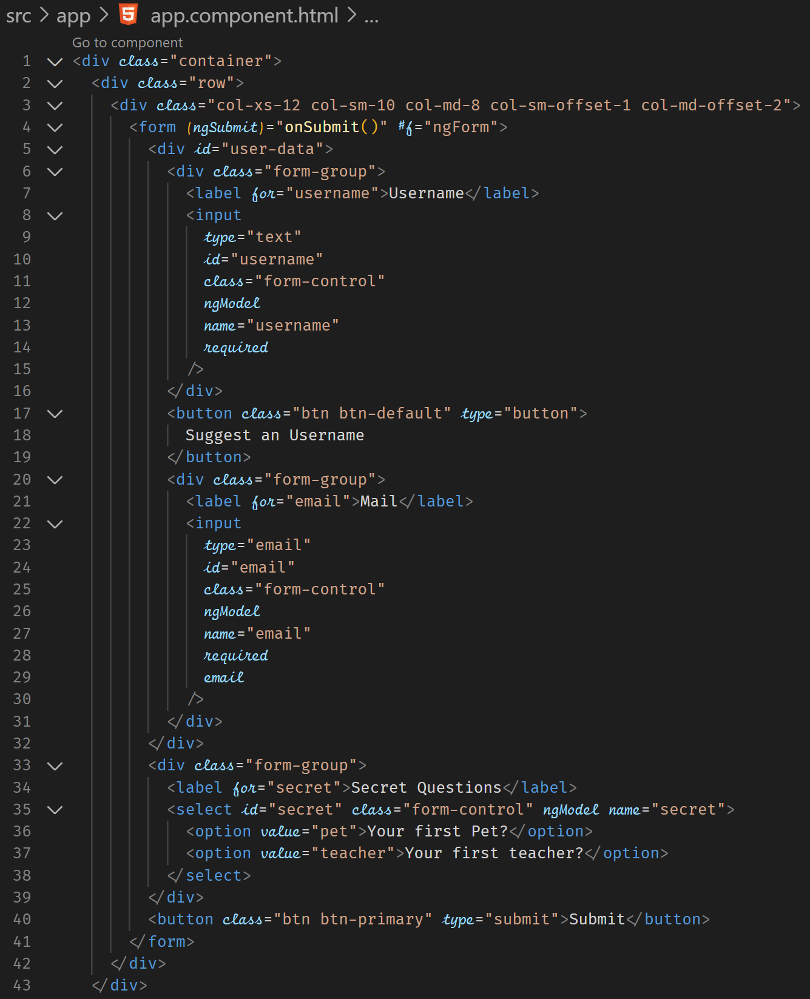 src > app > app.component.html > ...
Go to component
1 <div class="container">
2 <div class="row">
3 <div class="col-xs-12 col-sm-10 col-md-8 col-sm-offset-1 col-md-offset-2">
4 <form (ngSubmit)="onSubmit()" #f="ngForm">
5 <div id="user-data">
6 <div class="form-group">
7 <label for="username">Username</label>
8 <input
9 type="text"
10 id="username"
11 class="form-control"
12 ngModel
13 name="username"
14 required
15 />
16 </div>
17 <button class="btn btn-default" type="button">
18 Suggest an Username
19 </button>
20 <div class="form-group">
21 <label for="email">Mail</label>
22 <input
23 type="email"
24 id="email"
25 class="form-control"
26 ngModel
27 name="email"
28 required
29 email
30 />
31 </div>
32 </div>
33 <div class="form-group">
34 <label for="secret">Secret Questions</label>
35 <select id="secret" class="form-control" ngModel name="secret">
36 <option value="pet">Your first Pet?</option>
37 <option value="teacher">Your first teacher?</option>
38 </select>
39 </div>
40 <button class="btn btn-primary" type="submit">Submit</button>
41 </form>
42 </div>
43 </div>